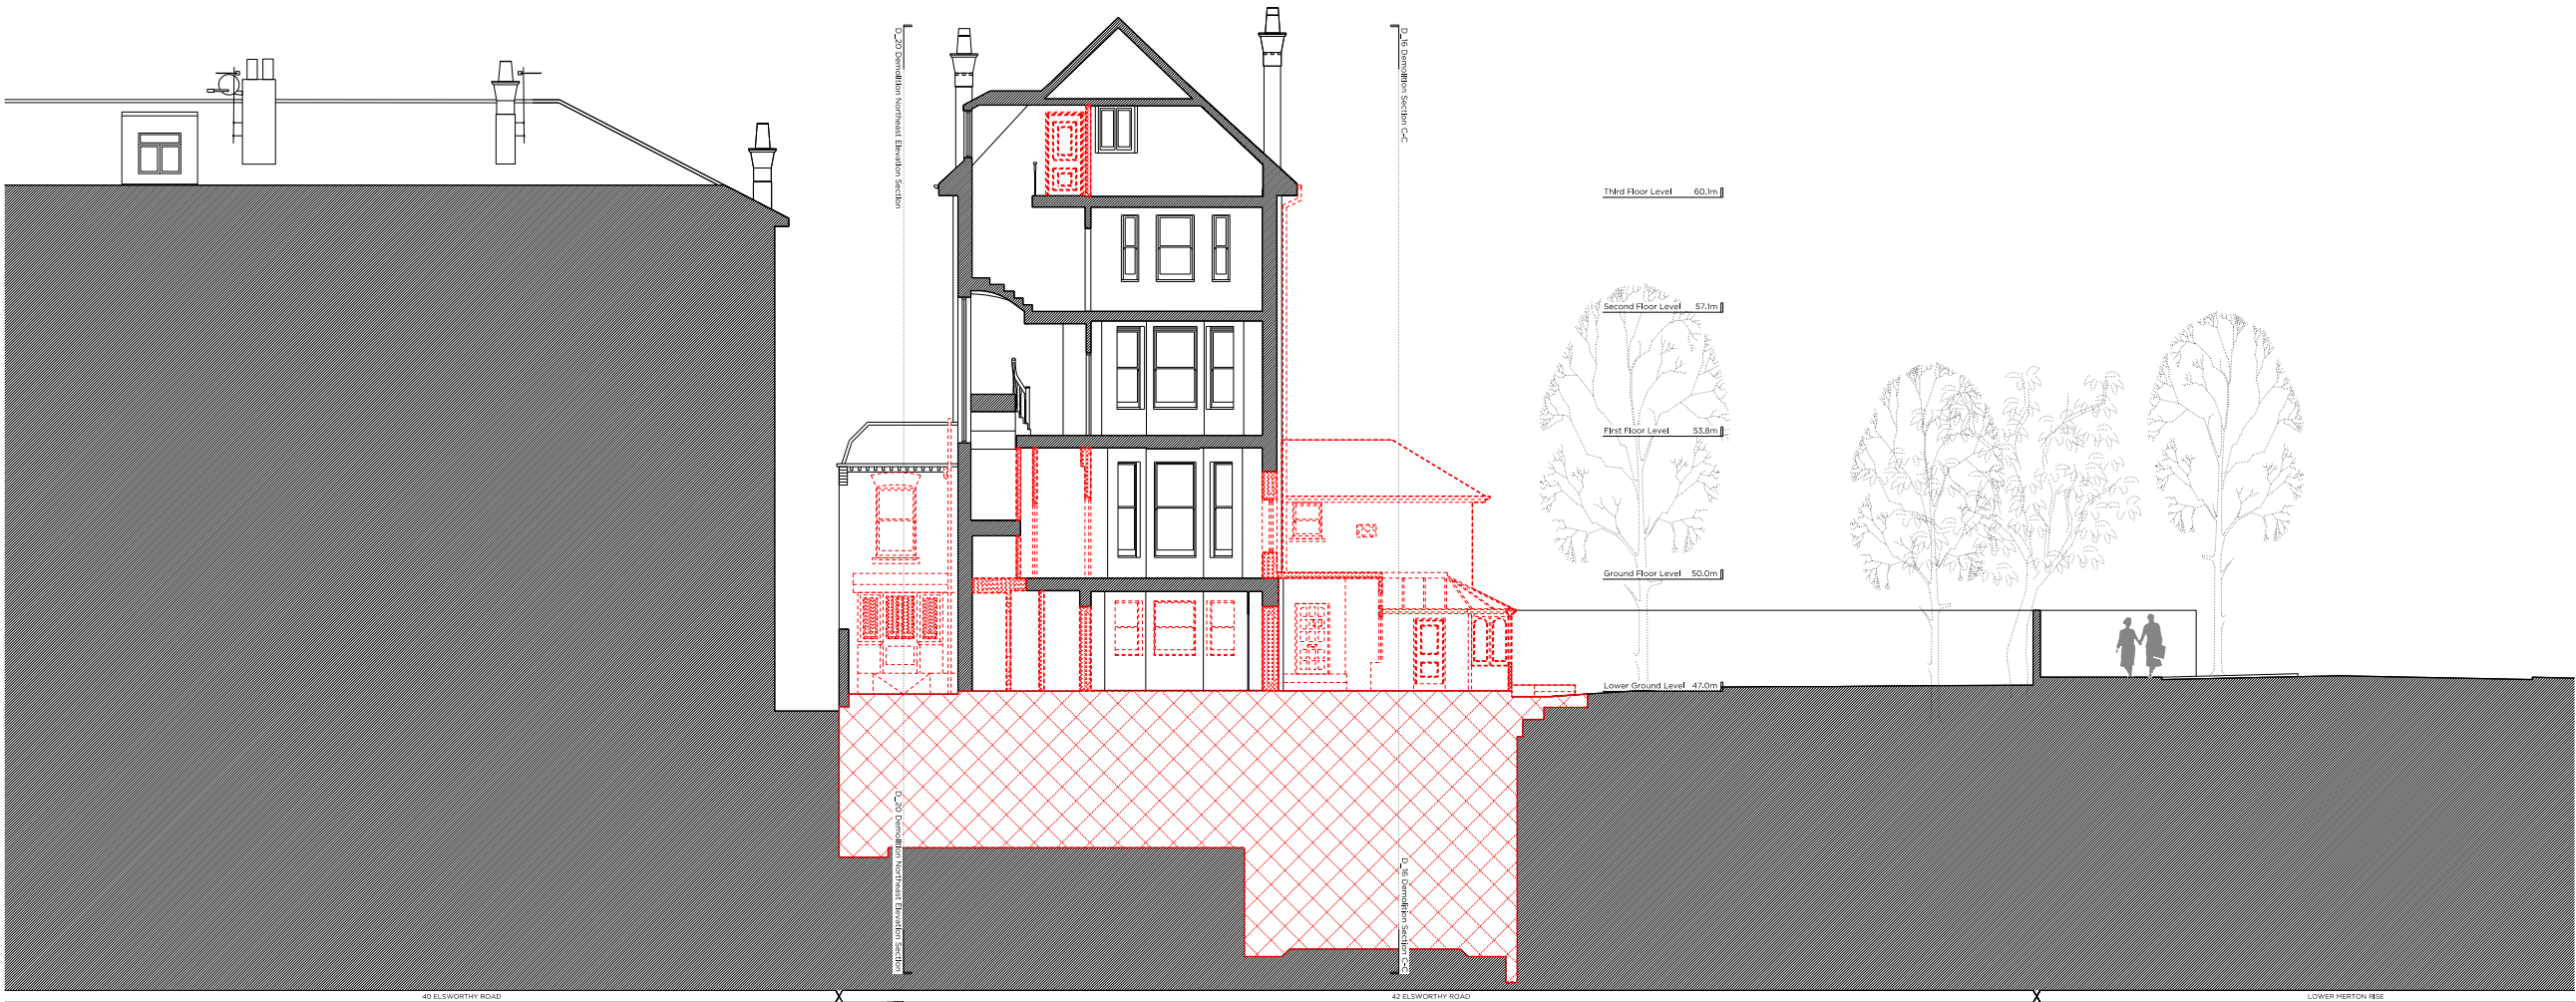 D_20 Demolition Northeast Elevation Section
D_16 Demolition Section C-C
Third Floor Level 60.1m
Second Floor Level 57.1m
First Floor Level 53.8m
Ground Floor Level 50.0m
Lower Ground Level 47.0m
D_20 Demolition Northeast Elevation Section
D_16 Demolition Section C-C
40 ELSWORTHY ROAD
42 ELSWORTHY ROAD
LOWER MERTON RISE